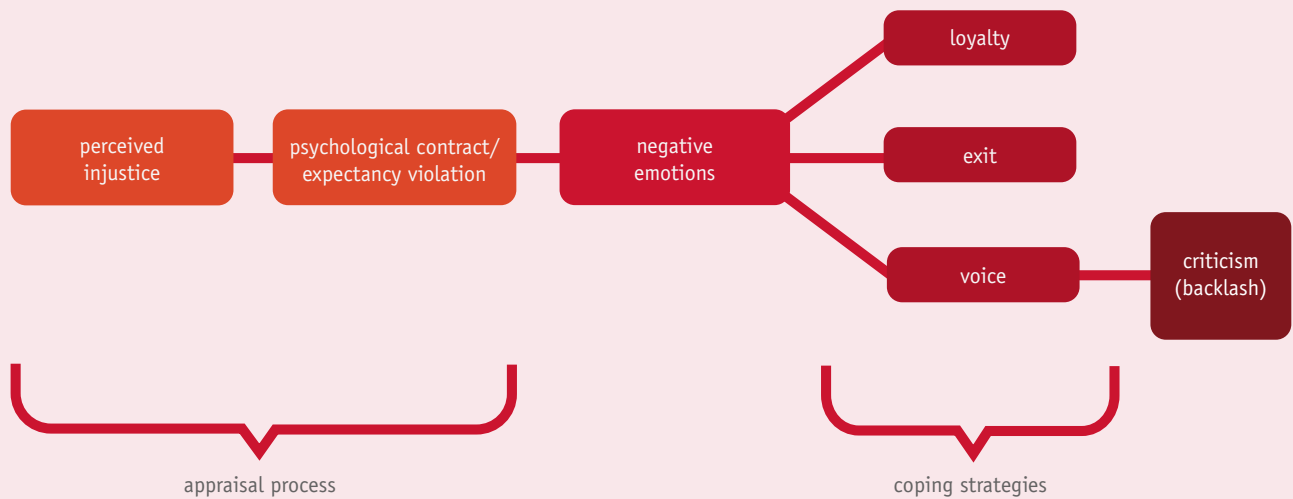 perceived
injustice
psychological contract/
expectancy violation
negative
emotions
loyalty
exit
voice
criticism
(backlash)
appraisal process
coping strategies